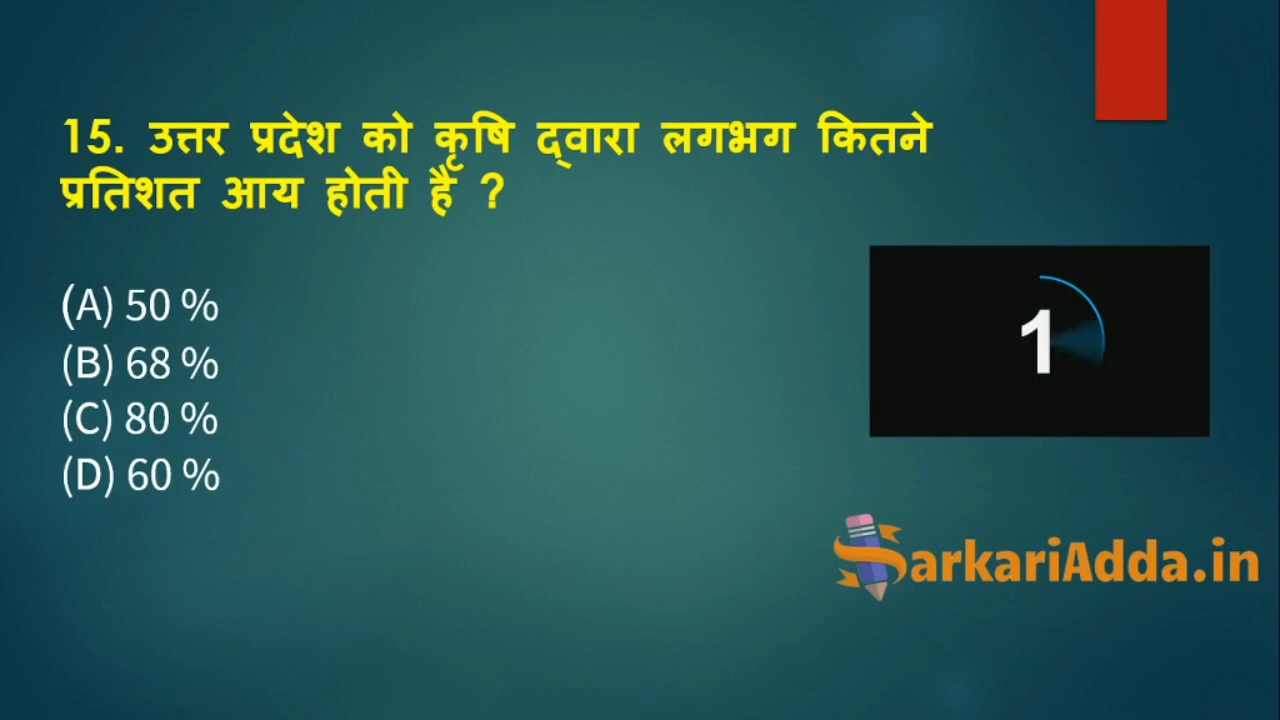 15. उत्तर प्रदेश को कृषि द्वारा लगभग कितने
प्रतिशत आय होती है ?
(A) 50 %
(B) 68 %
(C) 80 %
(D) 60 %
1
SarkariAdda.in